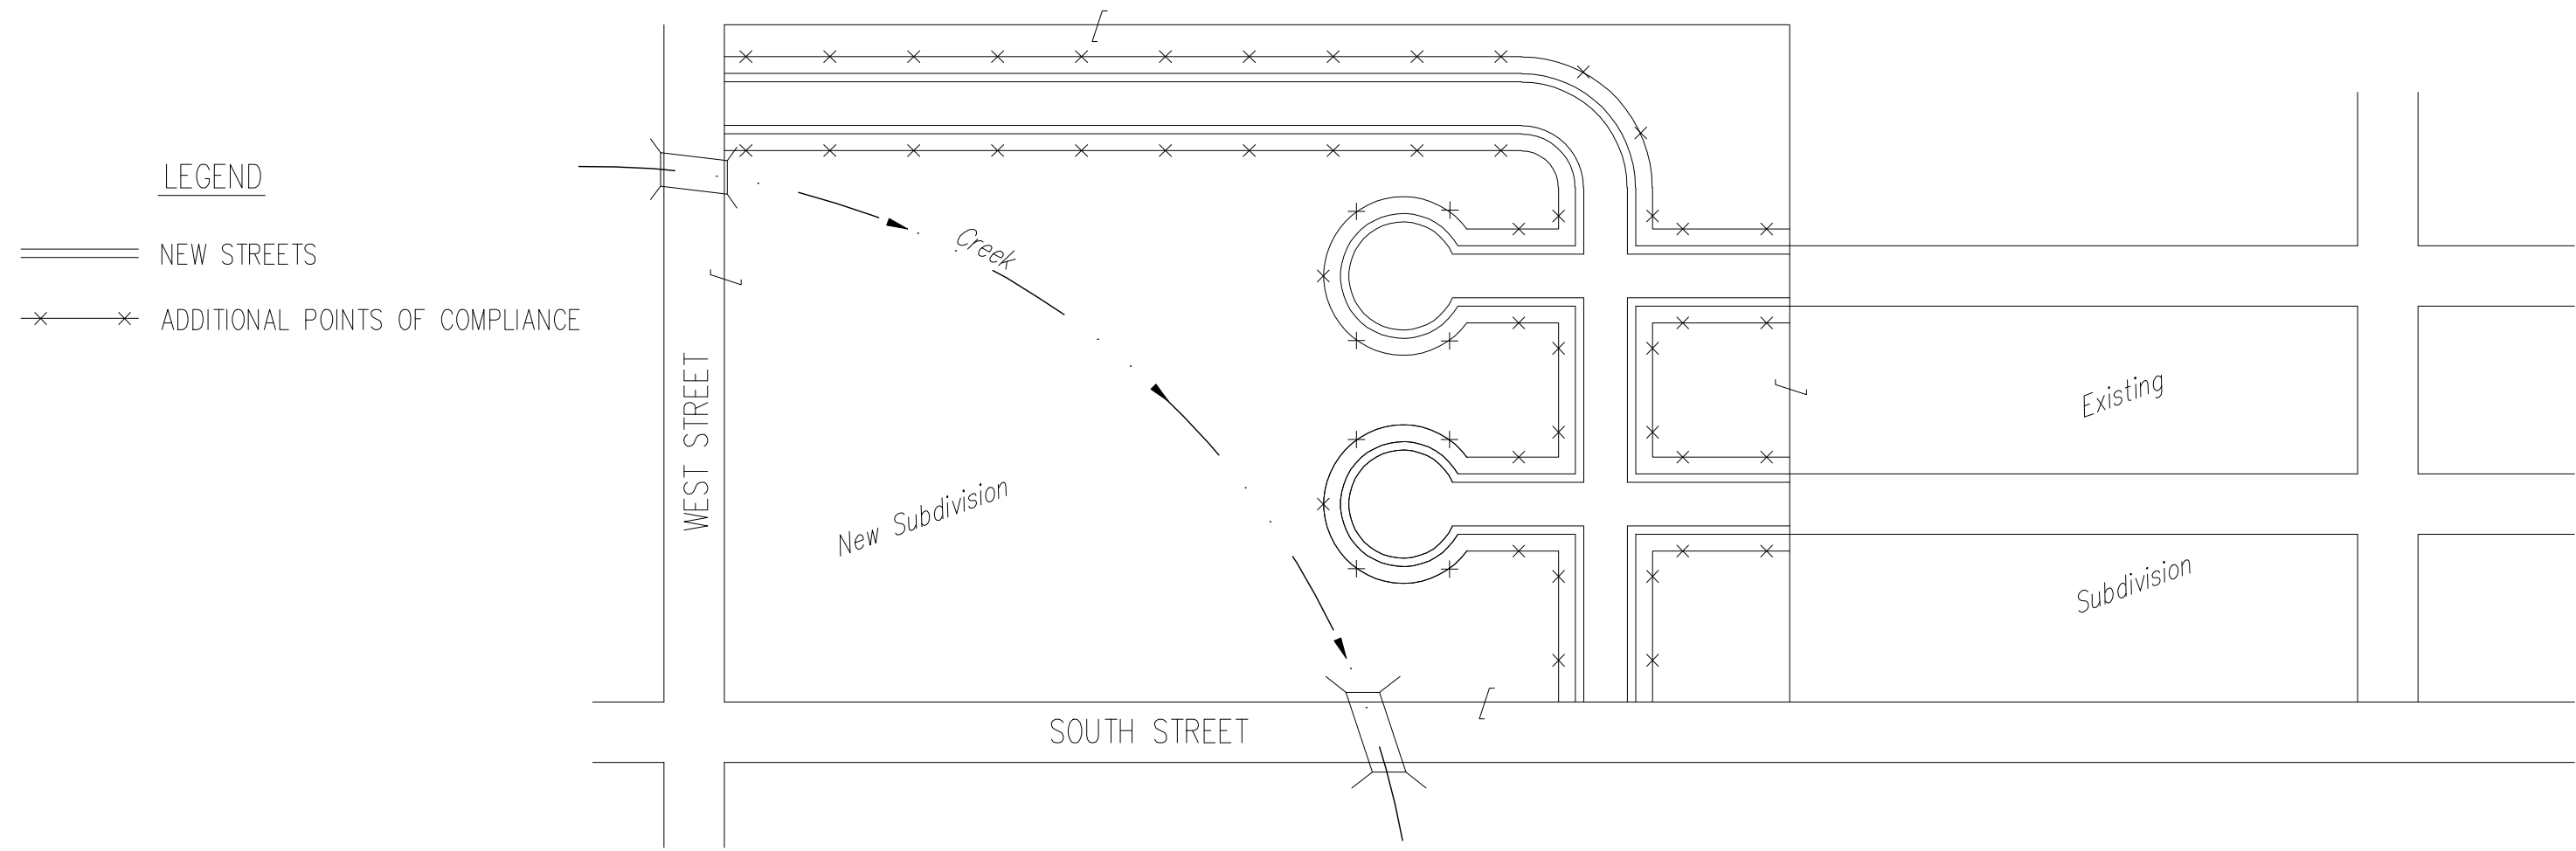 LEGEND
NEW STREETS
ADDITIONAL POINTS OF COMPLIANCE
WEST STREET
Creek
New Subdivision
SOUTH STREET
Existing
Subdivision